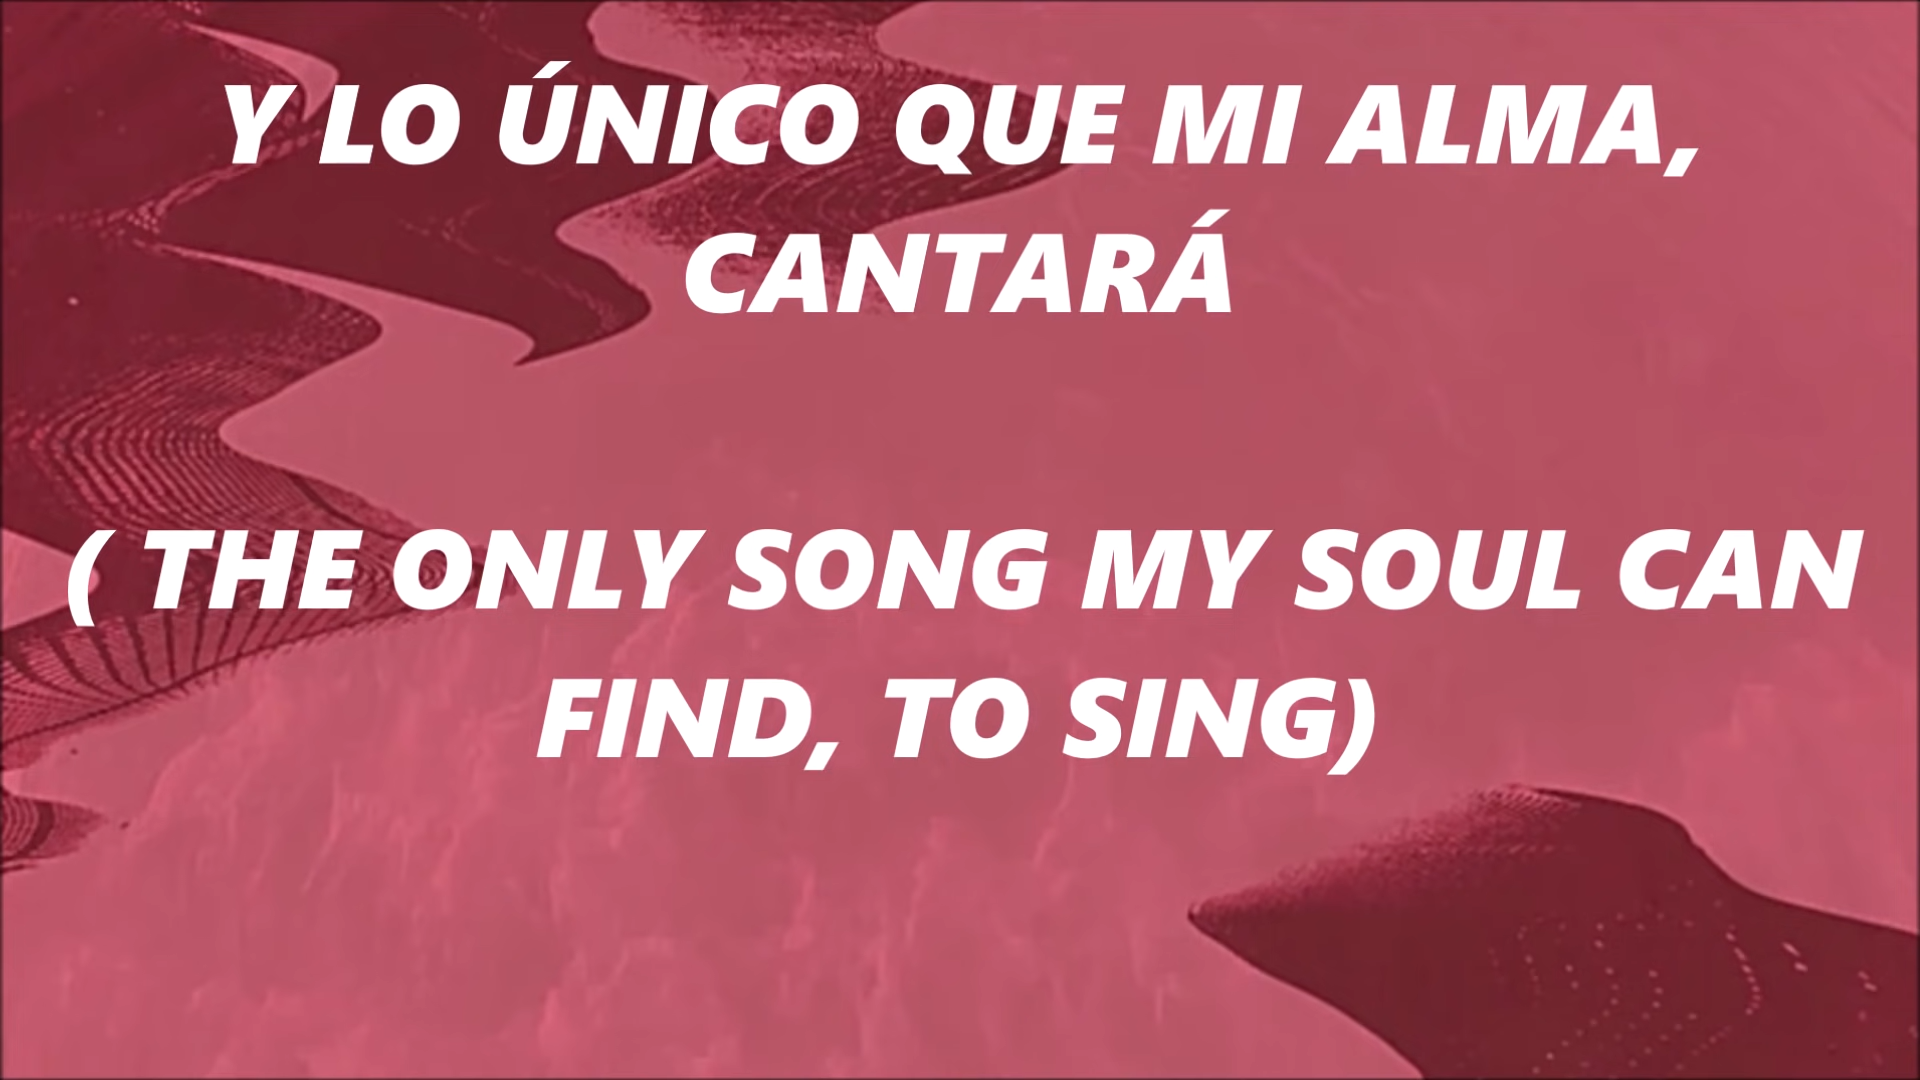 Y LO ÚNICO QUE MI ALMA,
CANTARÁ
( THE ONLY SONG MY SOUL CAN
FIND, TO SING)